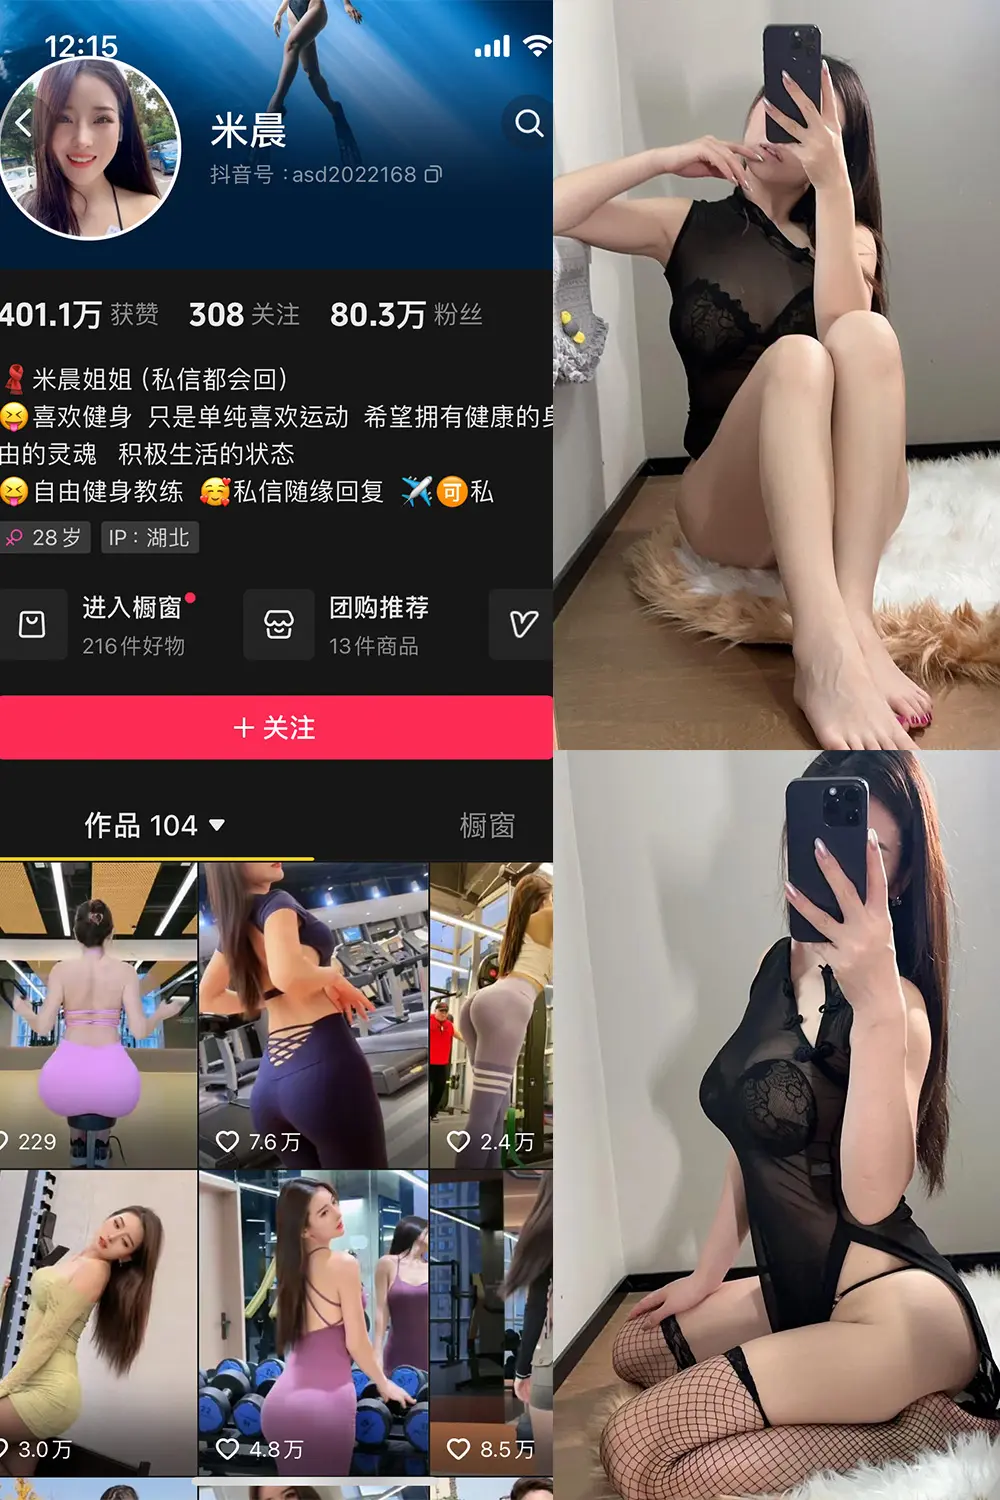 12:15
米晨
抖音号：asd2022168
401.1万 获赞 308 关注 80.3万 粉丝
米晨姐姐（私信都会回）
喜欢健身 只是单纯喜欢运动 希望拥有健康的身
由的灵魂 积极生活的状态
自由健身教练 私信随缘回复 可私
28岁 IP：湖北
进入橱窗
216件好物
团购推荐
13件商品
+ 关注
作品 104 橱窗
229
7.6万
2.4万
3.0万
4.8万
8.5万